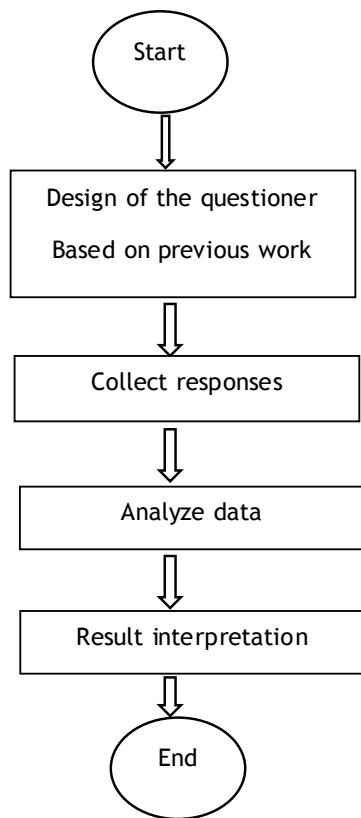 Start
Design of the questioner
Based on previous work
Collect responses
Analyze data
Result interpretation
End